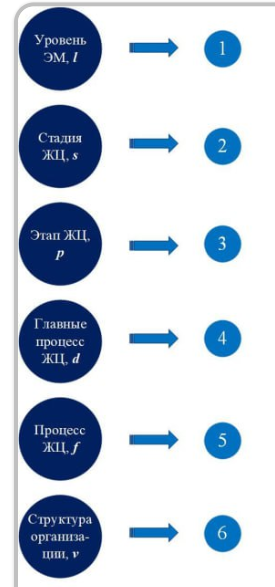 Уровень
ЭМ, l
1
Стадия
ЖЦ, s
2
Этап ЖЦ,
p
3
Главные
процесс
ЖЦ, d
4
Процесс
ЖЦ, f
5
Структура
организа-
ции, v
6